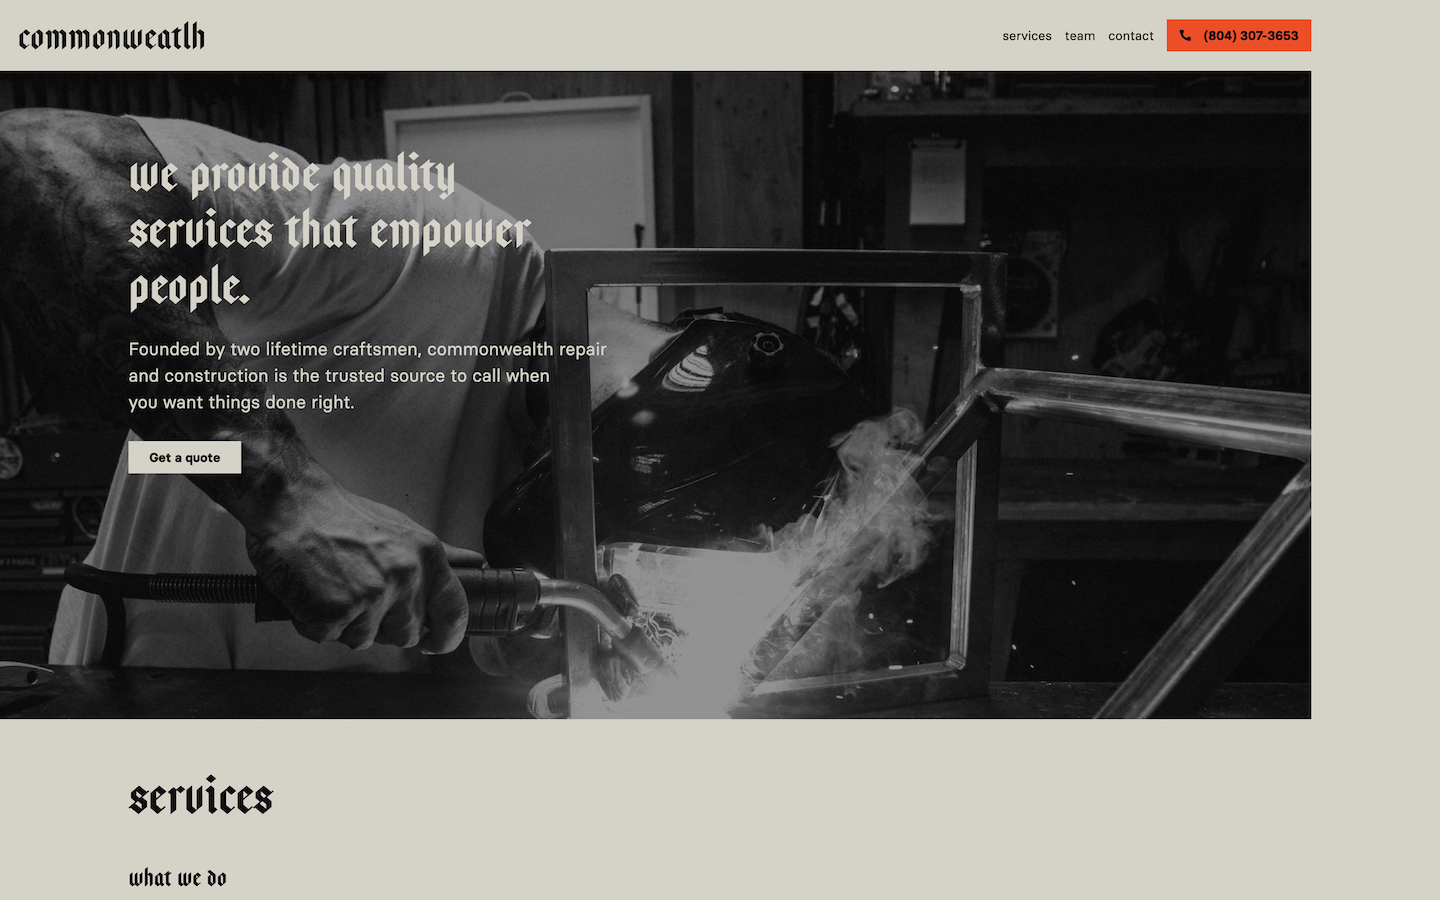 commonweatlh
services team contact (804) 307-3653
we provide quality
services that empower
people.
Founded by two lifetime craftsmen, commonwealth repair
and construction is the trusted source to call when
you want things done right.
Get a quote
services
what we do